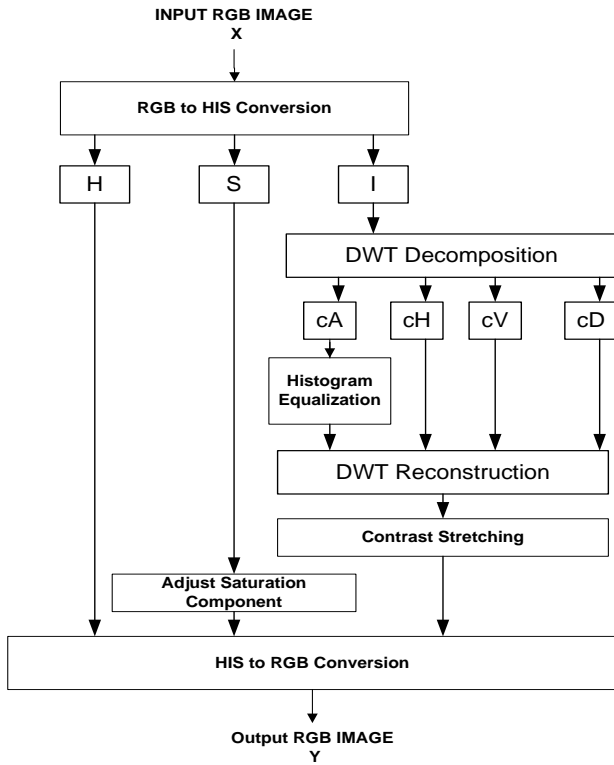 INPUT RGB IMAGE
X
RGB to HIS Conversion
H
S
I
DWT Decomposition
cA
cH
cV
cD
Histogram
Equalization
DWT Reconstruction
Contrast Stretching
Adjust Saturation
Component
HIS to RGB Conversion
Output RGB IMAGE
Y